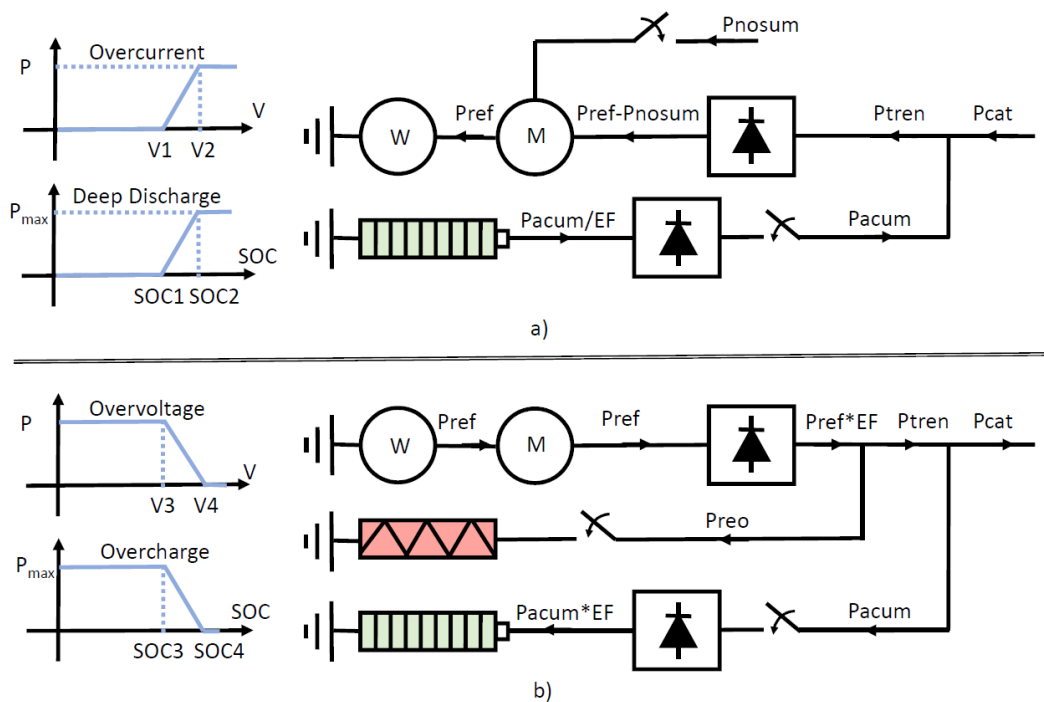 Overcurrent
P
V
V1
V2
Deep Discharge
Pmax
SOC
SOC1
SOC2
Pnosum
Pref
Pref-Pnosum
Ptren
Pcat
W
M
Pacum/EF
Pacum
a)
Overvoltage
P
V
V3
V4
Overcharge
Pmax
SOC
SOC3
SOC4
Pref
Pref
Pref*EF
Ptren
Pcat
W
M
Preo
Pacum*EF
Pacum
b)